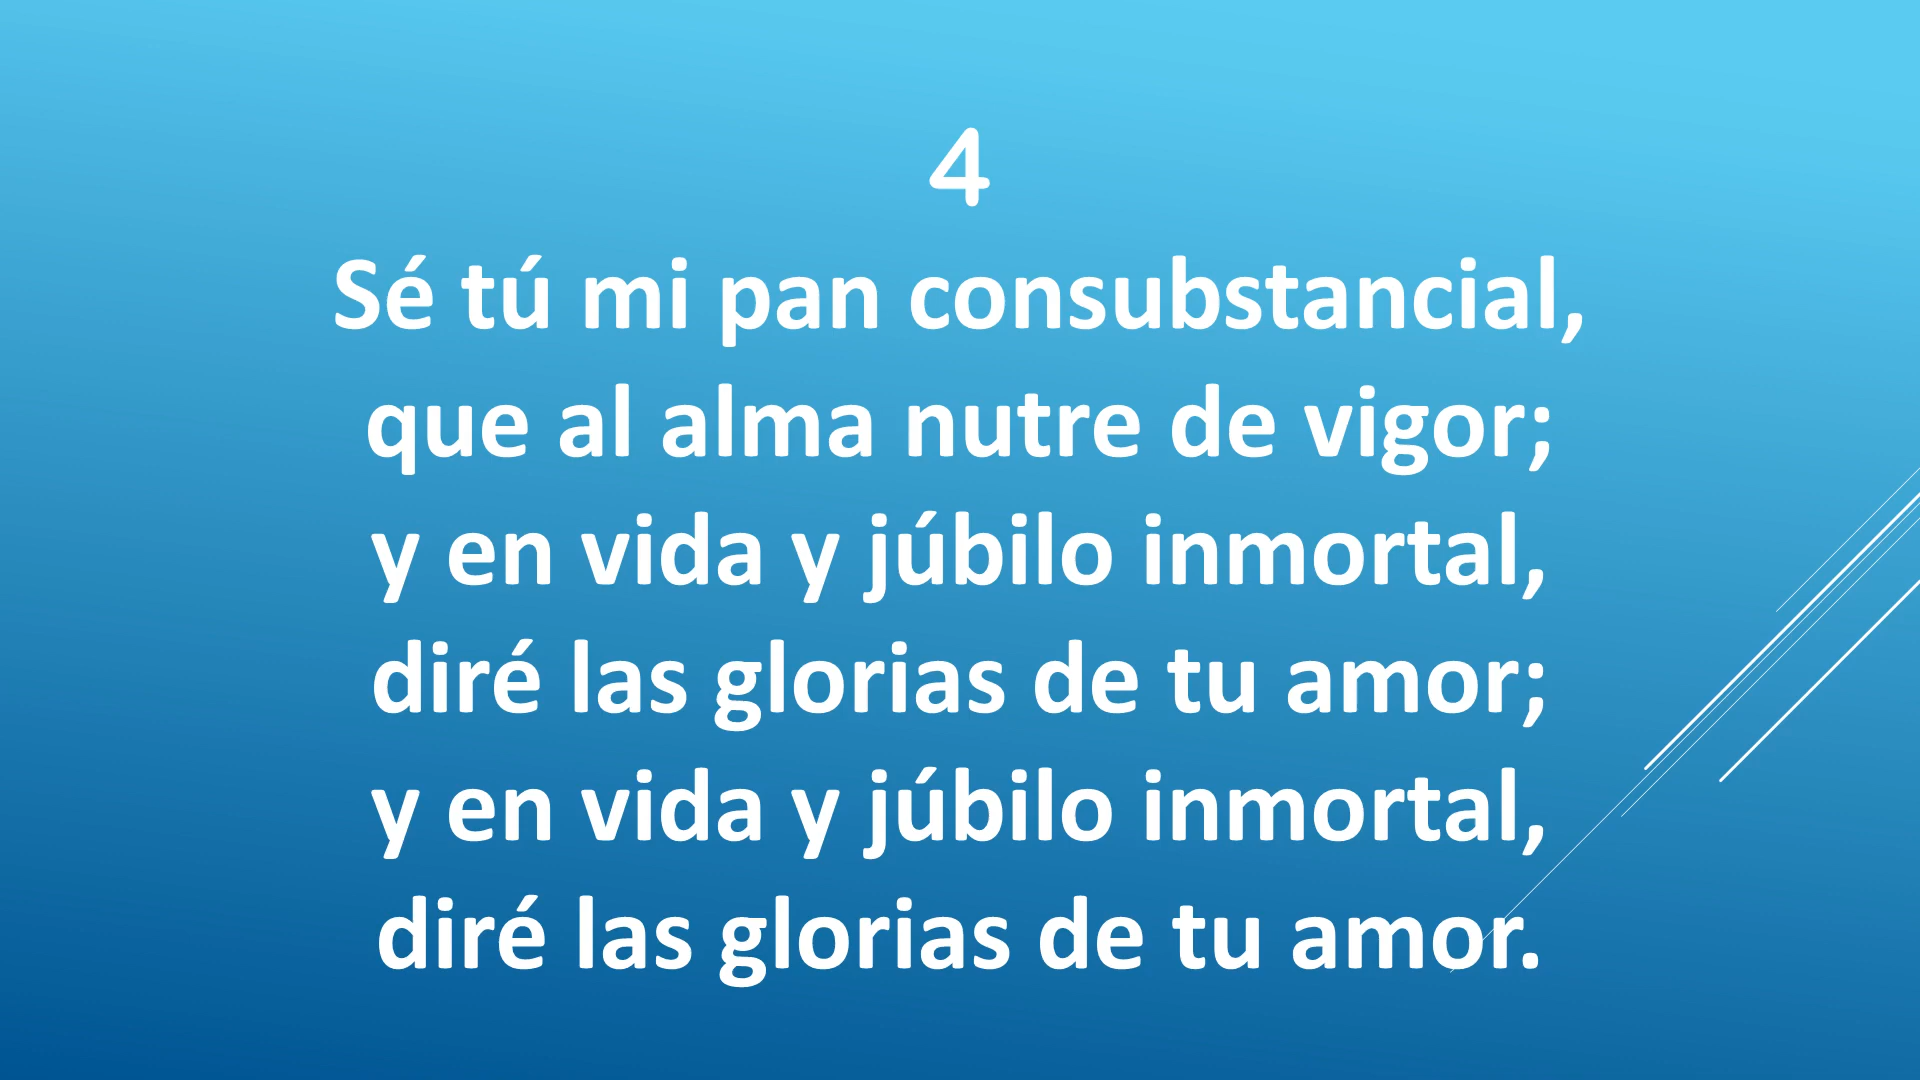 4
Sé tú mi pan consubstancial,
que al alma nutre de vigor;
y en vida y júbilo inmortal,
diré las glorias de tu amor;
y en vida y júbilo inmortal,
diré las glorias de tu amor.